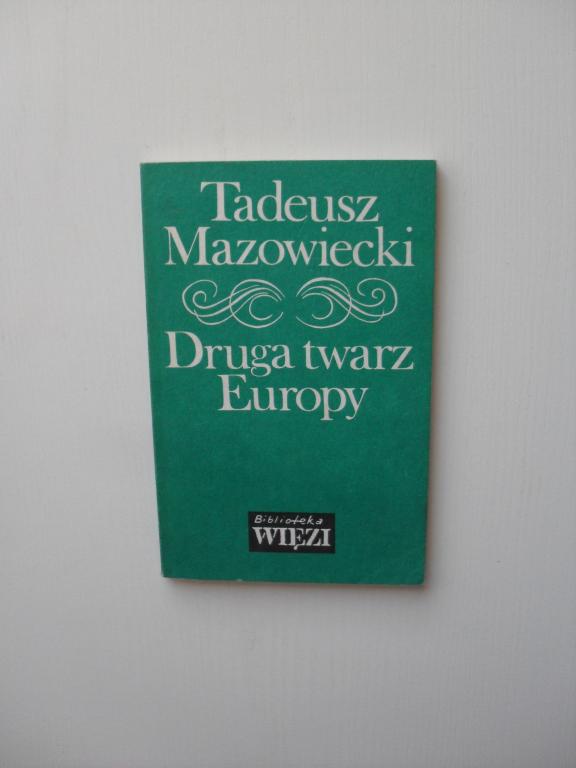 Tadeusz
Mazowiecki
Druga twarz
Europy
Biblioteka
WIĘZI